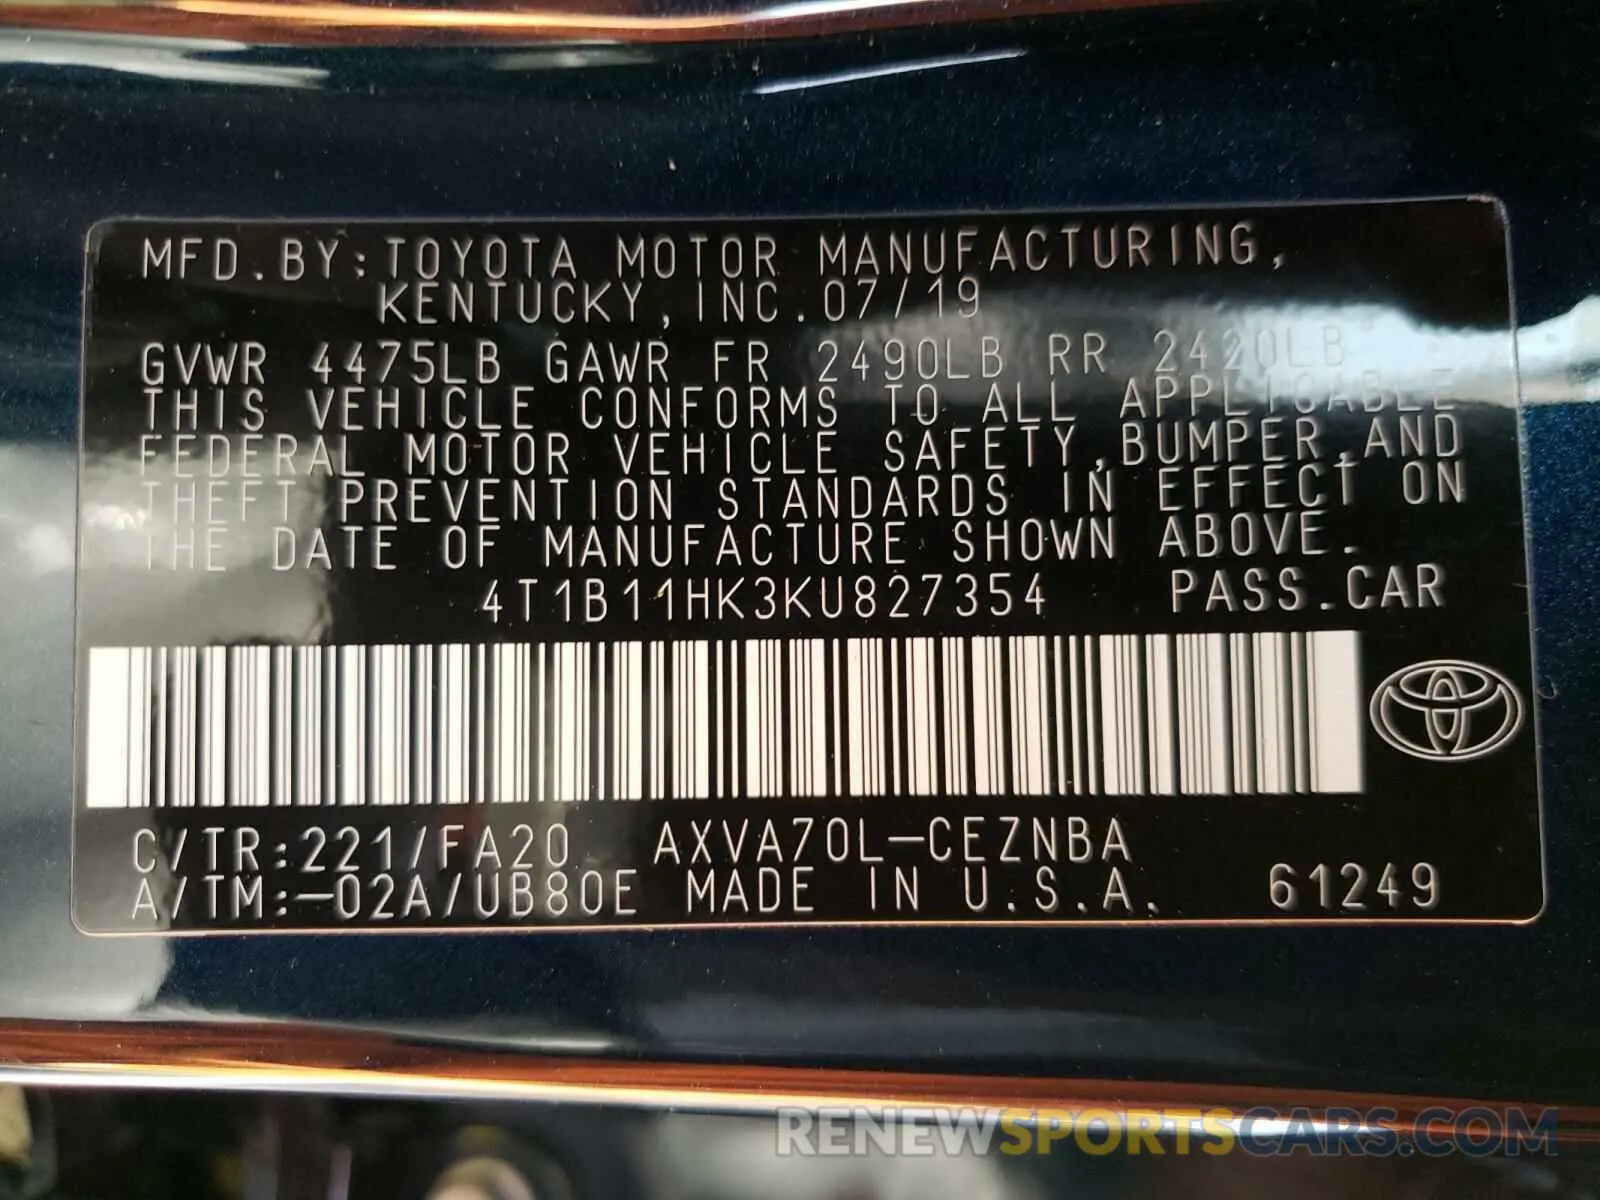 MFD.BY:TOYOTA MOTOR MANUFACTURING,
KENTUCKY,INC.07/19
GVWR 4475LB GAWR FR 2490LB RR 2420LB
THIS VEHICLE CONFORMS TO ALL APPLICABLE
FEDERAL MOTOR VEHICLE SAFETY,BUMPER,AND
THEFT PREVENTION STANDARDS IN EFFECT ON
THE DATE OF MANUFACTURE SHOWN ABOVE.
4T1B11HK3KU827354 PASS.CAR
C/TR:221/FA20 AXVA70L-CEZNBA
A/TM:-02A/UB80E MADE IN U.S.A. 61249
RENEWSPORTSCARS.COM